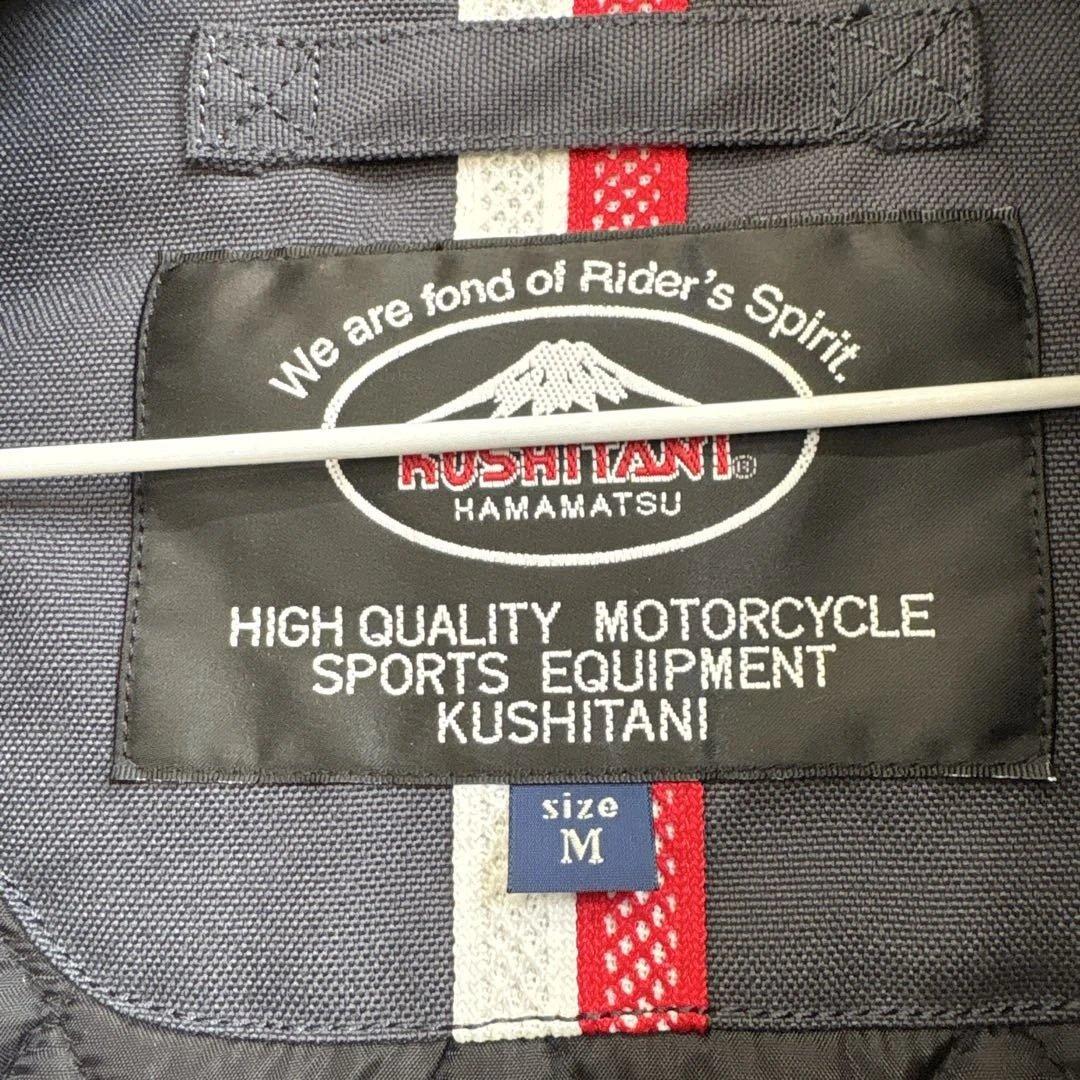 We are fond of Rider's Spirit.
KUSHITANI®
HAMAMATSU
HIGH QUALITY MOTORCYCLE
SPORTS EQUIPMENT
KUSHITANI
size
M